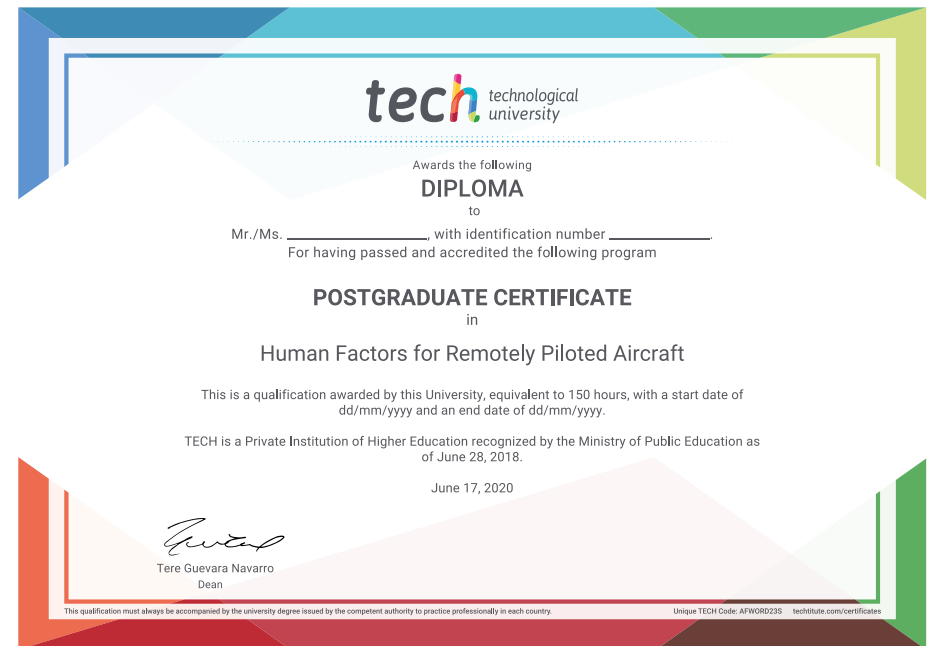 tech technological
university
Awards the following
DIPLOMA
to
Mr./Ms. ____________, with identification number ____________.
For having passed and accredited the following program
POSTGRADUATE CERTIFICATE
in
Human Factors for Remotely Piloted Aircraft
This is a qualification awarded by this University, equivalent to 150 hours, with a start date of
dd/mm/yyyy and an end date of dd/mm/yyyy.
TECH is a Private Institution of Higher Education recognized by the Ministry of Public Education as
of June 28, 2018.
June 17, 2020
Tere Guevara Navarro
Dean
This qualification must always be accompanied by the university degree issued by the competent authority to practice professionally in each country.
Unique TECH Code: AFWORD23S techtitute.com/certificates